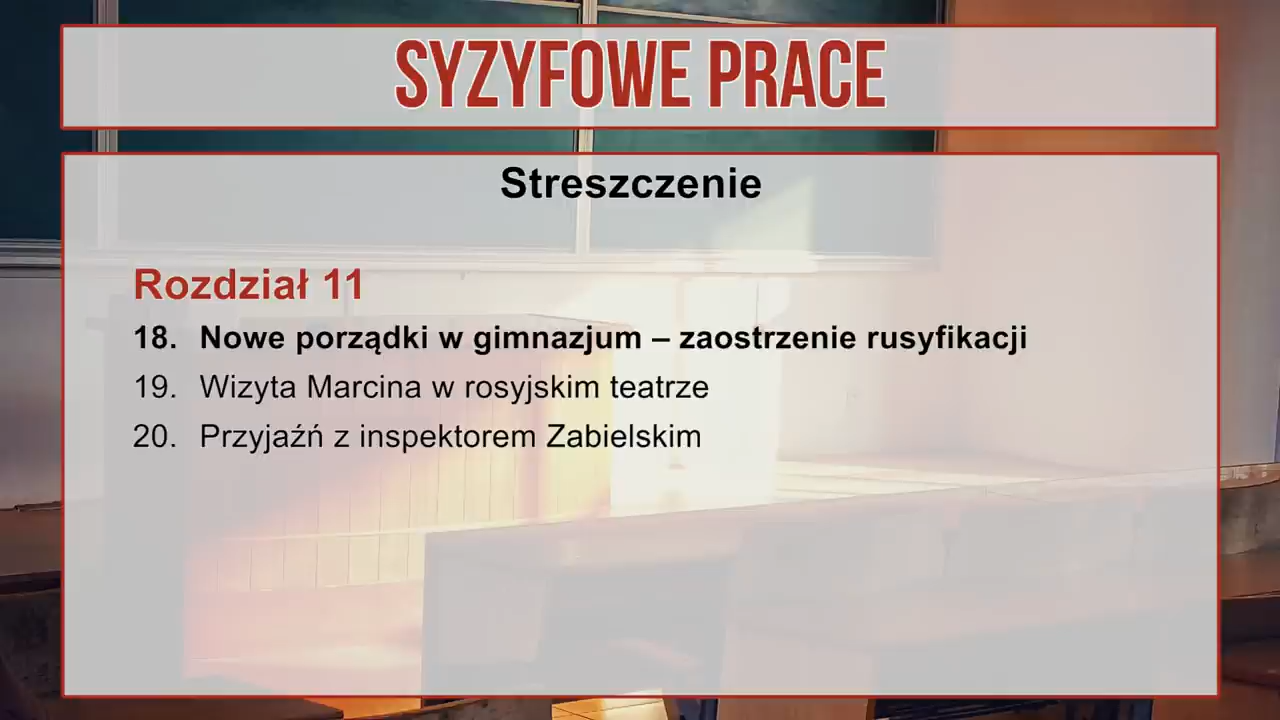 SYZYFOWE PRACE
Streszczenie
Rozdział 11
18. Nowe porządki w gimnazjum – zaostrzenie rusyfikacji
19. Wizyta Marcina w rosyjskim teatrze
20. Przyjaźń z inspektorem Zabielskim